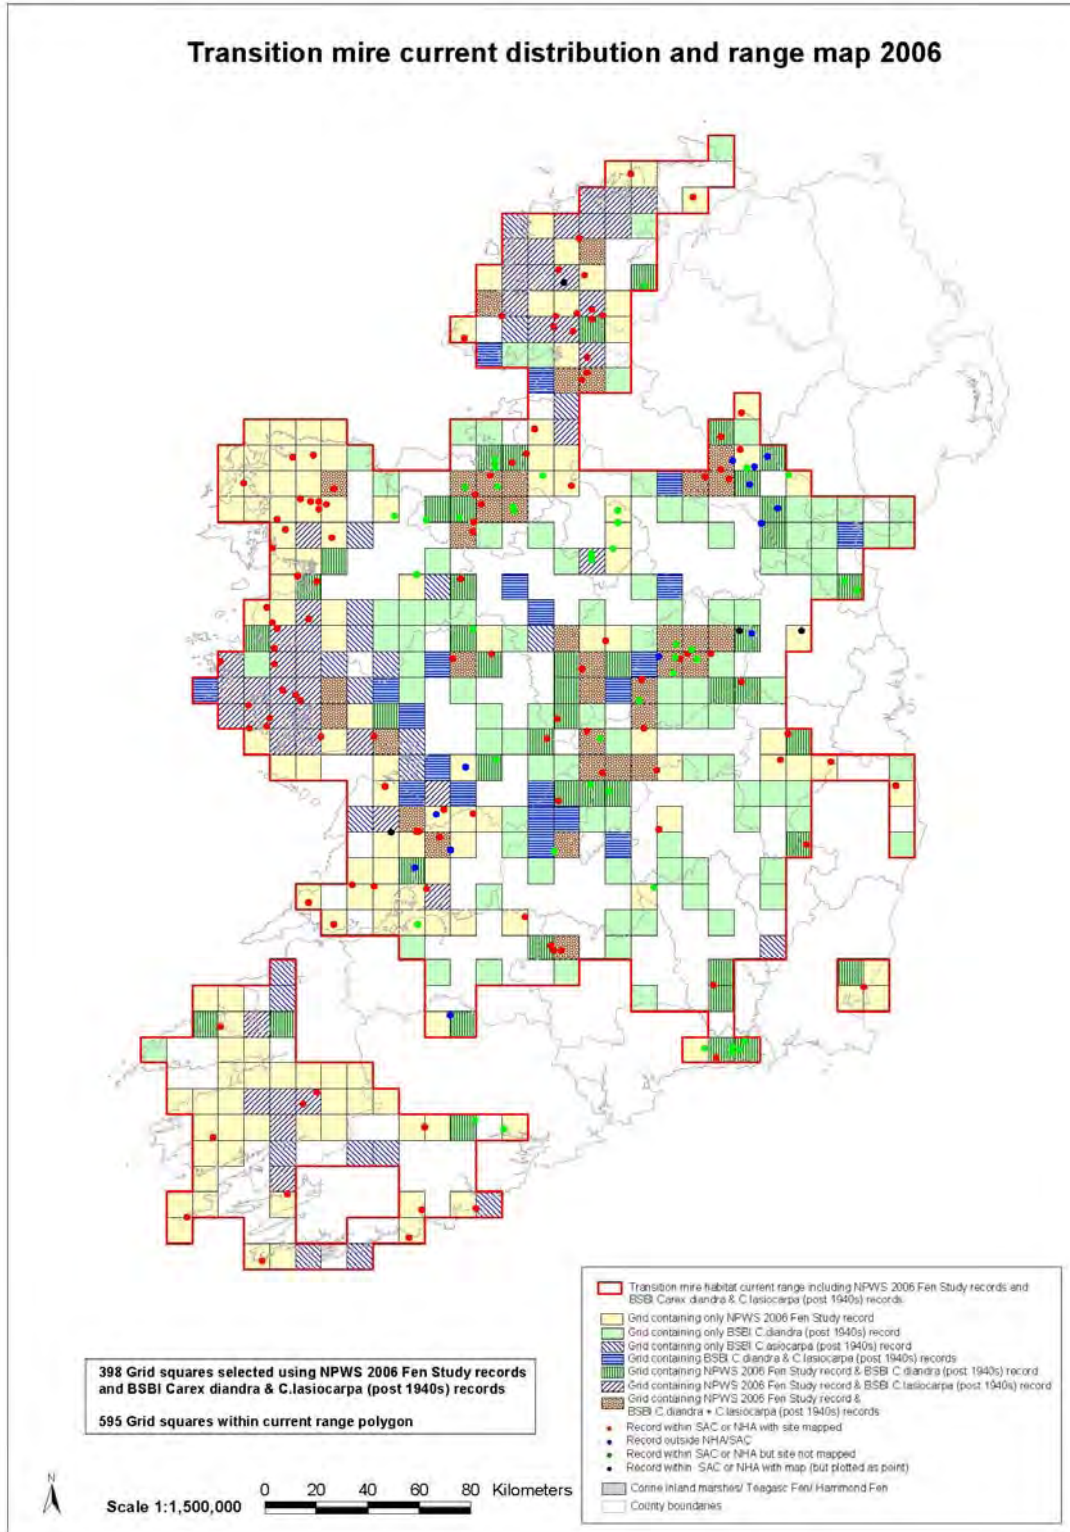 Transition mire current distribution and range map 2006
Transition mire habitat current range including NPWS 2006 Fen Study records and
BSBI Carex diandra & C.lasiocarpa (post 1940s) records
Grid containing only NPWS 2006 Fen Study record
Grid containing only BSBI C.diandra (post 1940s) record
Grid containing only BSBI C.lasiocarpa (post 1940s) record
Grid containing BSBI C.diandra & C.lasiocarpa (post 1940s) records
Grid containing NPWS 2006 Fen Study record & BSBI C.diandra (post 1940s) record
Grid containing NPWS 2006 Fen Study record & BSBI C.lasiocarpa (post 1940s) record
Grid containing NPWS 2006 Fen Study record &
BSBI C.diandra + C.lasiocarpa (post 1940s) records
Record within SAC or NHA with site mapped
Record outside NHA/SAC
Record within SAC or NHA but site not mapped
Record within SAC or NHA with map (but plotted as point)
Corine inland marshes/ Teagasc Fen/ Hammond Fen
County boundaries
398 Grid squares selected using NPWS 2006 Fen Study records
and BSBI Carex diandra & C.lasiocarpa (post 1940s) records
595 Grid squares within current range polygon
N
Scale 1:1,500,000
0 20 40 60 80 Kilometers